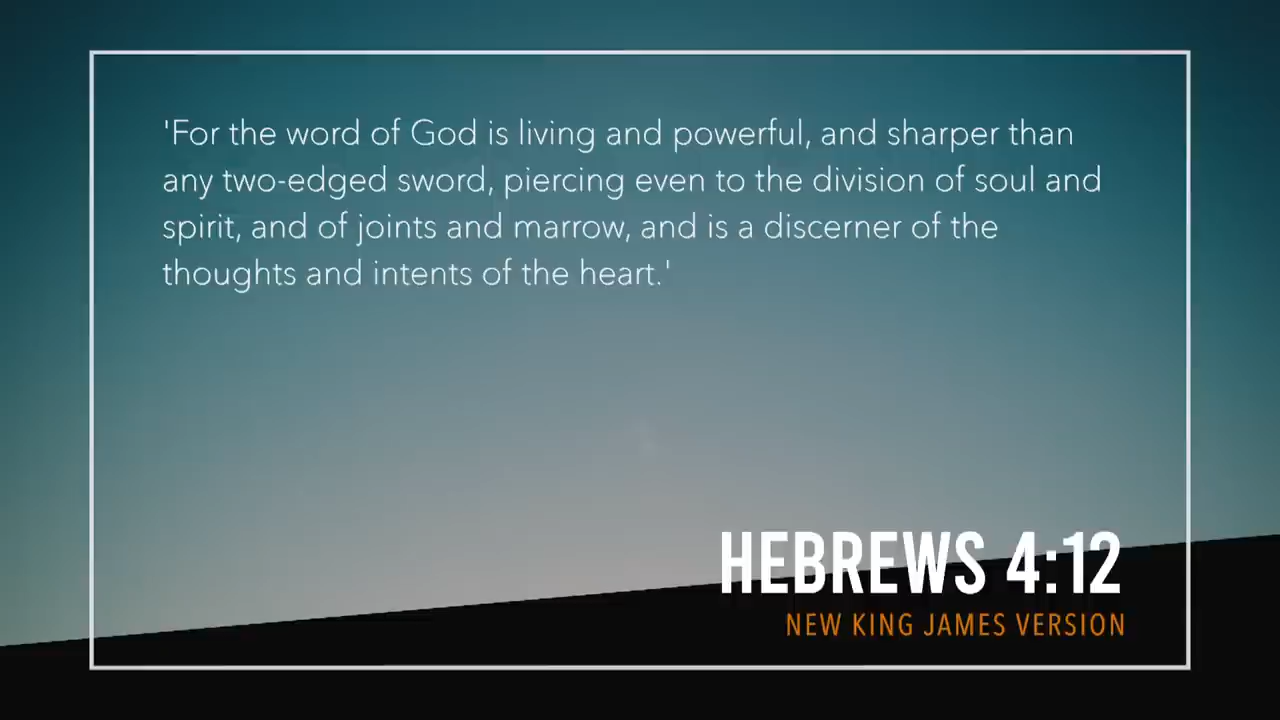 'For the word of God is living and powerful, and sharper than
any two-edged sword, piercing even to the division of soul and
spirit, and of joints and marrow, and is a discerner of the
thoughts and intents of the heart.'
HEBREWS 4:12
NEW KING JAMES VERSION